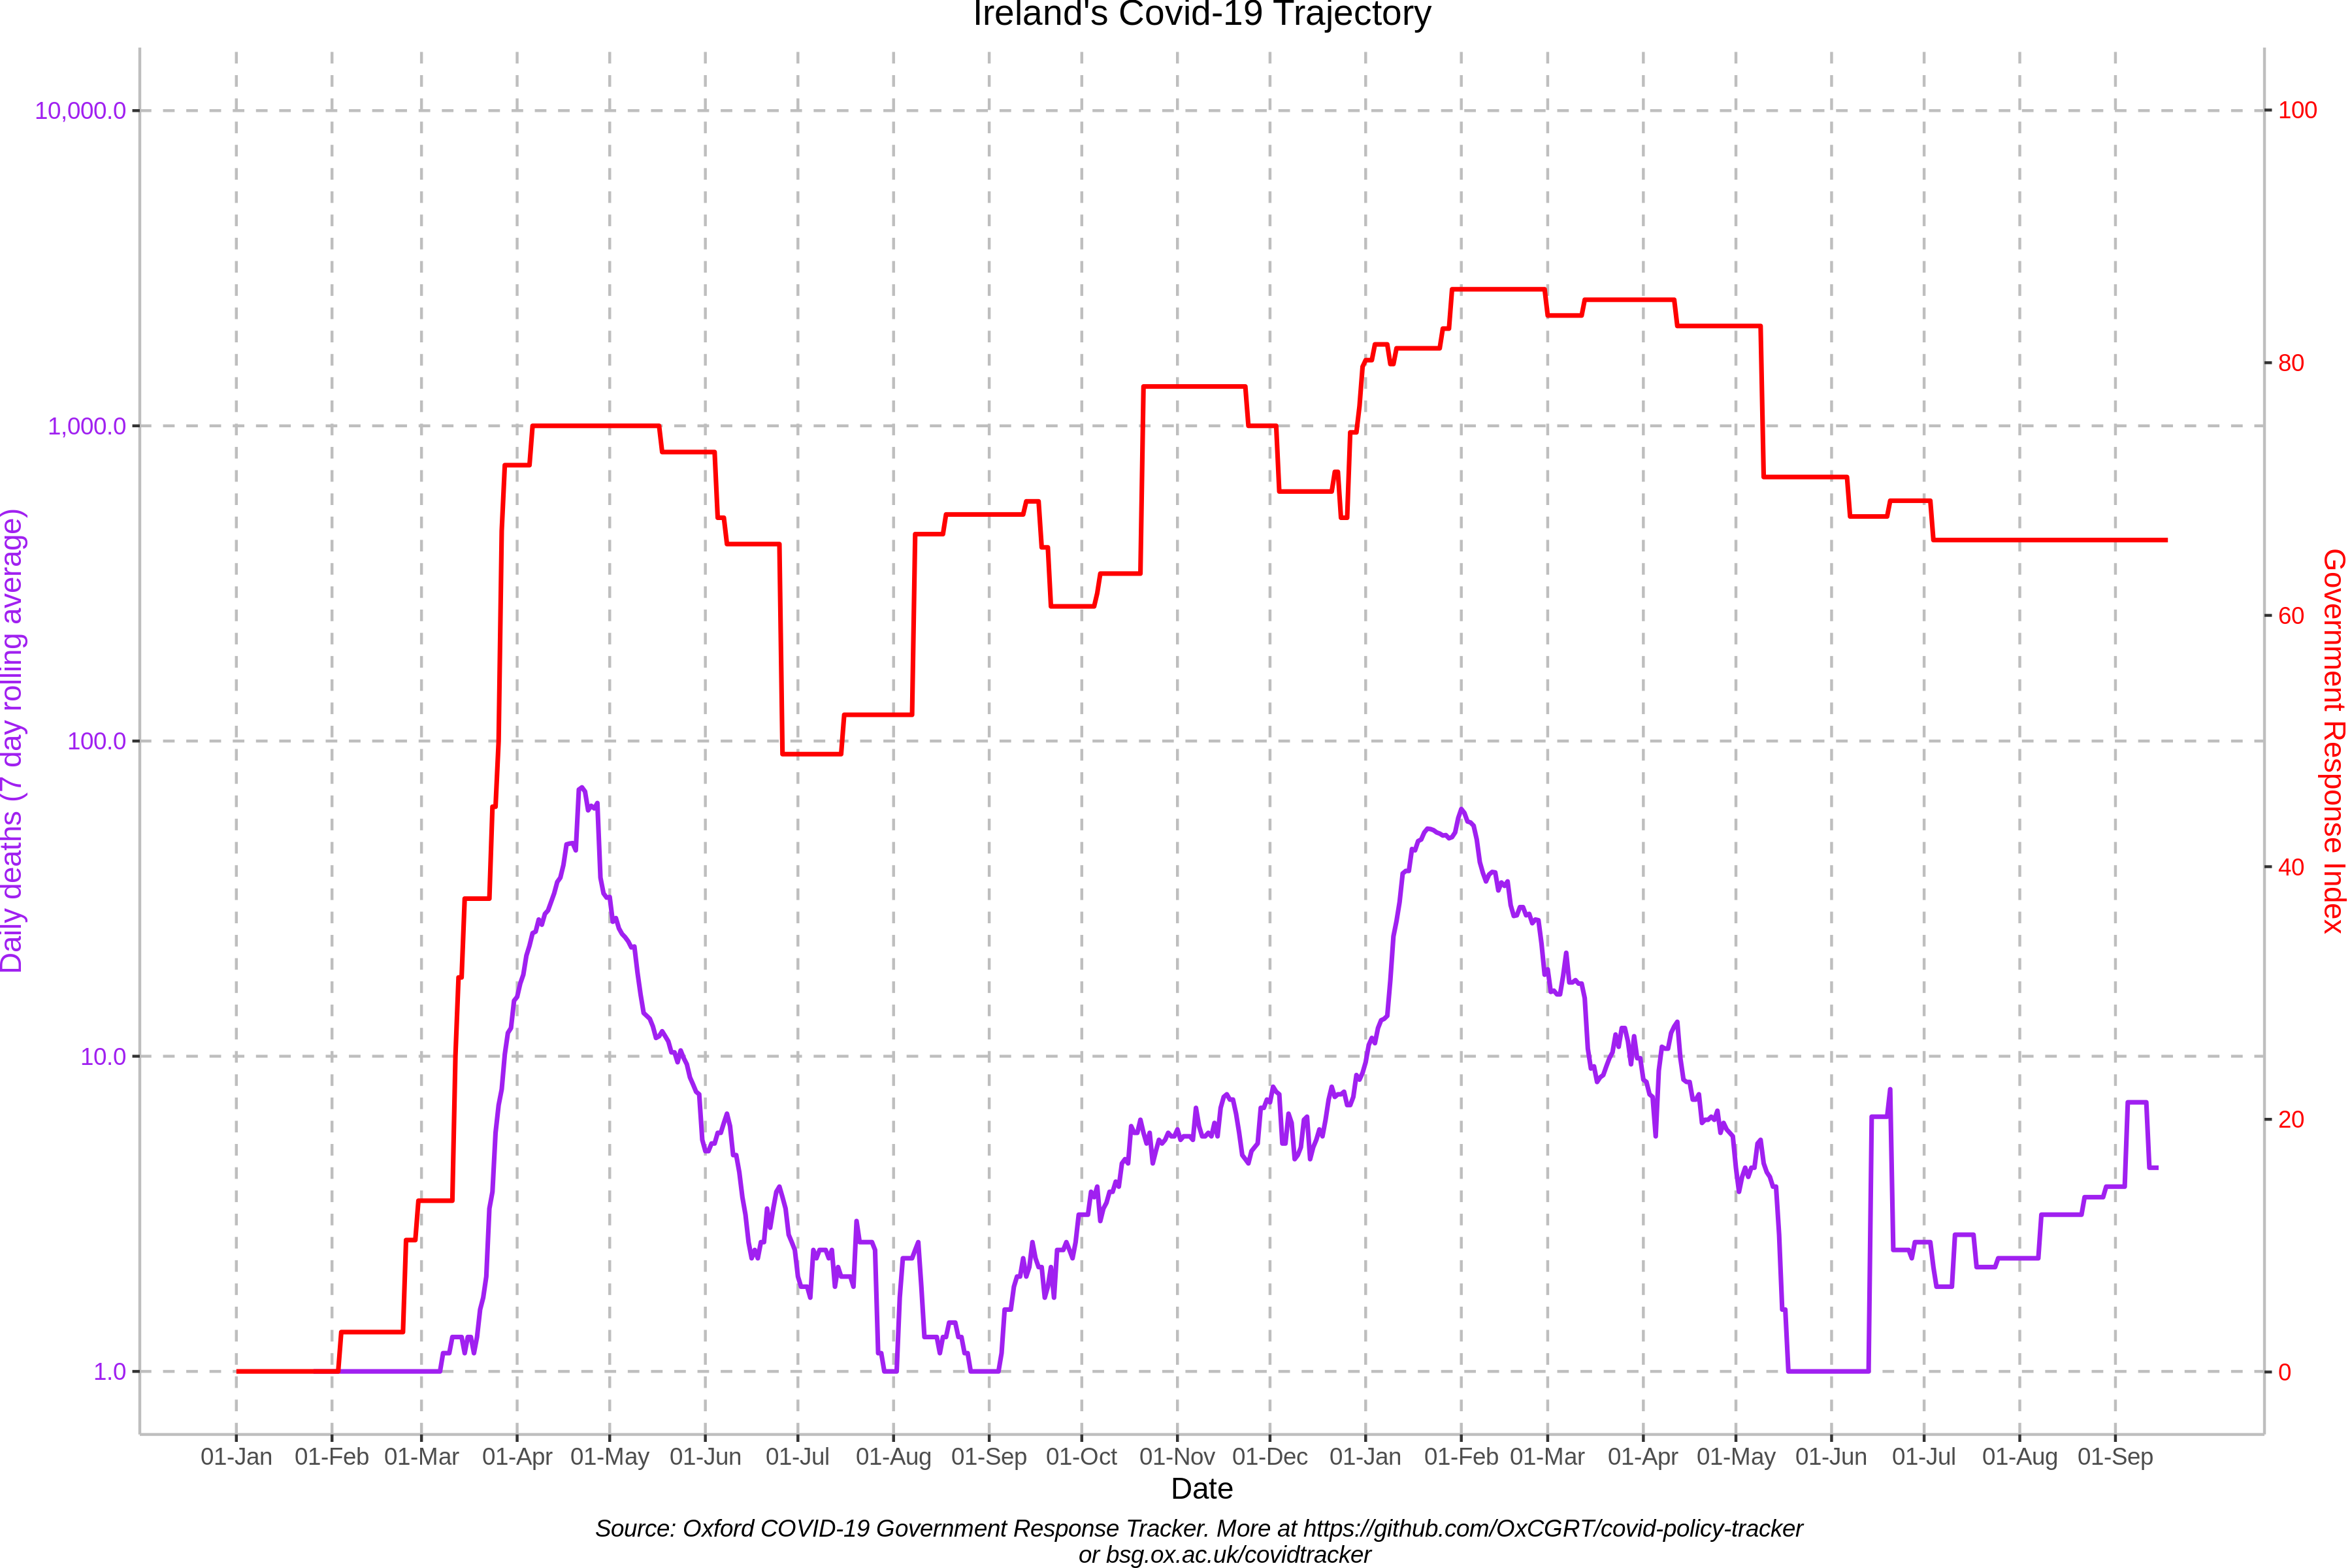 Ireland's Covid-19 Trajectory
10,000.0
1,000.0
100.0
10.0
1.0
Daily deaths (7 day rolling average)
100
80
60
40
20
0
Government Response Index
01-Jan 01-Feb 01-Mar 01-Apr 01-May 01-Jun 01-Jul 01-Aug 01-Sep 01-Oct 01-Nov 01-Dec 01-Jan 01-Feb 01-Mar 01-Apr 01-May 01-Jun 01-Jul 01-Aug 01-Sep
Date
Source: Oxford COVID-19 Government Response Tracker. More at https://github.com/OxCGRT/covid-policy-tracker
or bsg.ox.ac.uk/covidtracker